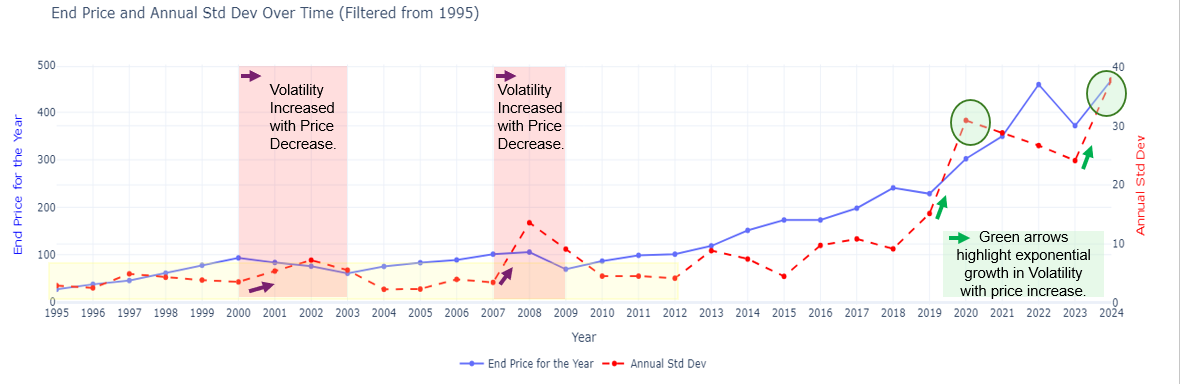 End Price and Annual Std Dev Over Time (Filtered from 1995)
500
400
300
200
100
0
End Price for the Year
Volatility
Increased
with Price
Decrease.
Volatility
Increased
with Price
Decrease.
Green arrows
highlight exponential
growth in Volatility
with price increase.
40
30
20
10
0
Annual Std Dev
1995 1996 1997 1998 1999 2000 2001 2002 2003 2004 2005 2006 2007 2008 2009 2010 2011 2012 2013 2014 2015 2016 2017 2018 2019 2020 2021 2022 2023 2024
Year
End Price for the Year Annual Std Dev